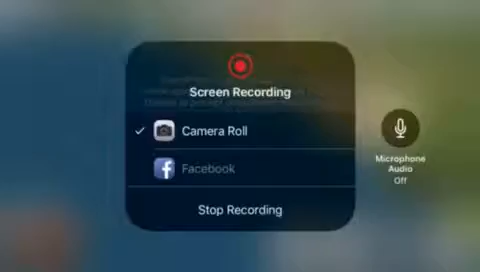 Screen Recording
Camera Roll
Facebook
Stop Recording
Microphone
Audio
Off